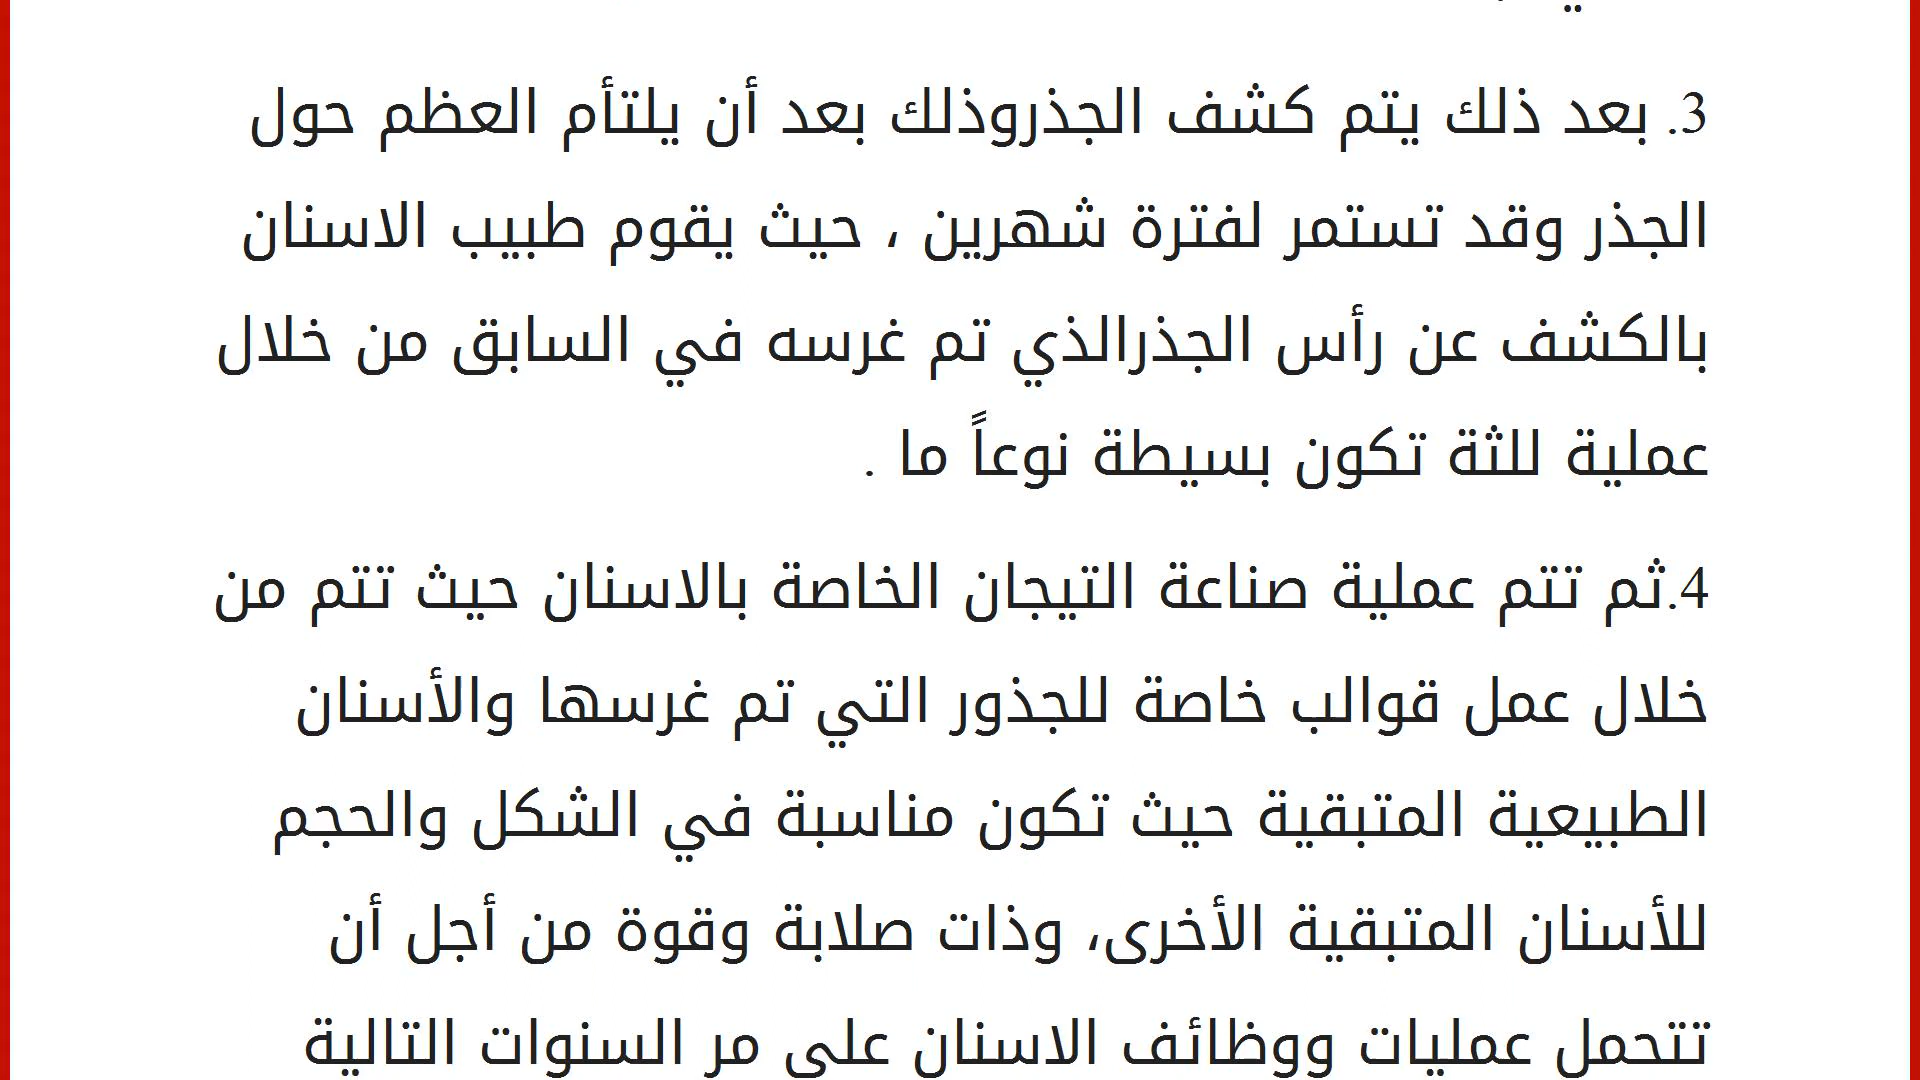 3. بعد ذلك يتم كشف الجذروذلك بعد أن يلتأم العظم حول
الجذر وقد تستمر لفترة شهرين ، حيث يقوم طبيب الاسنان
بالكشف عن رأس الجذرالذي تم غرسه في السابق من خلال
عملية للثة تكون بسيطة نوعاً ما .
4.ثم تتم عملية صناعة التيجان الخاصة بالاسنان حيث تتم من
خلال عمل قوالب خاصة للجذور التي تم غرسها والأسنان
الطبيعية المتبقية حيث تكون مناسبة في الشكل والحجم
للأسنان المتبقية الأخرى، وذات صلابة وقوة من أجل أن
تتحمل عمليات ووظائف الاسنان على مر السنوات التالية